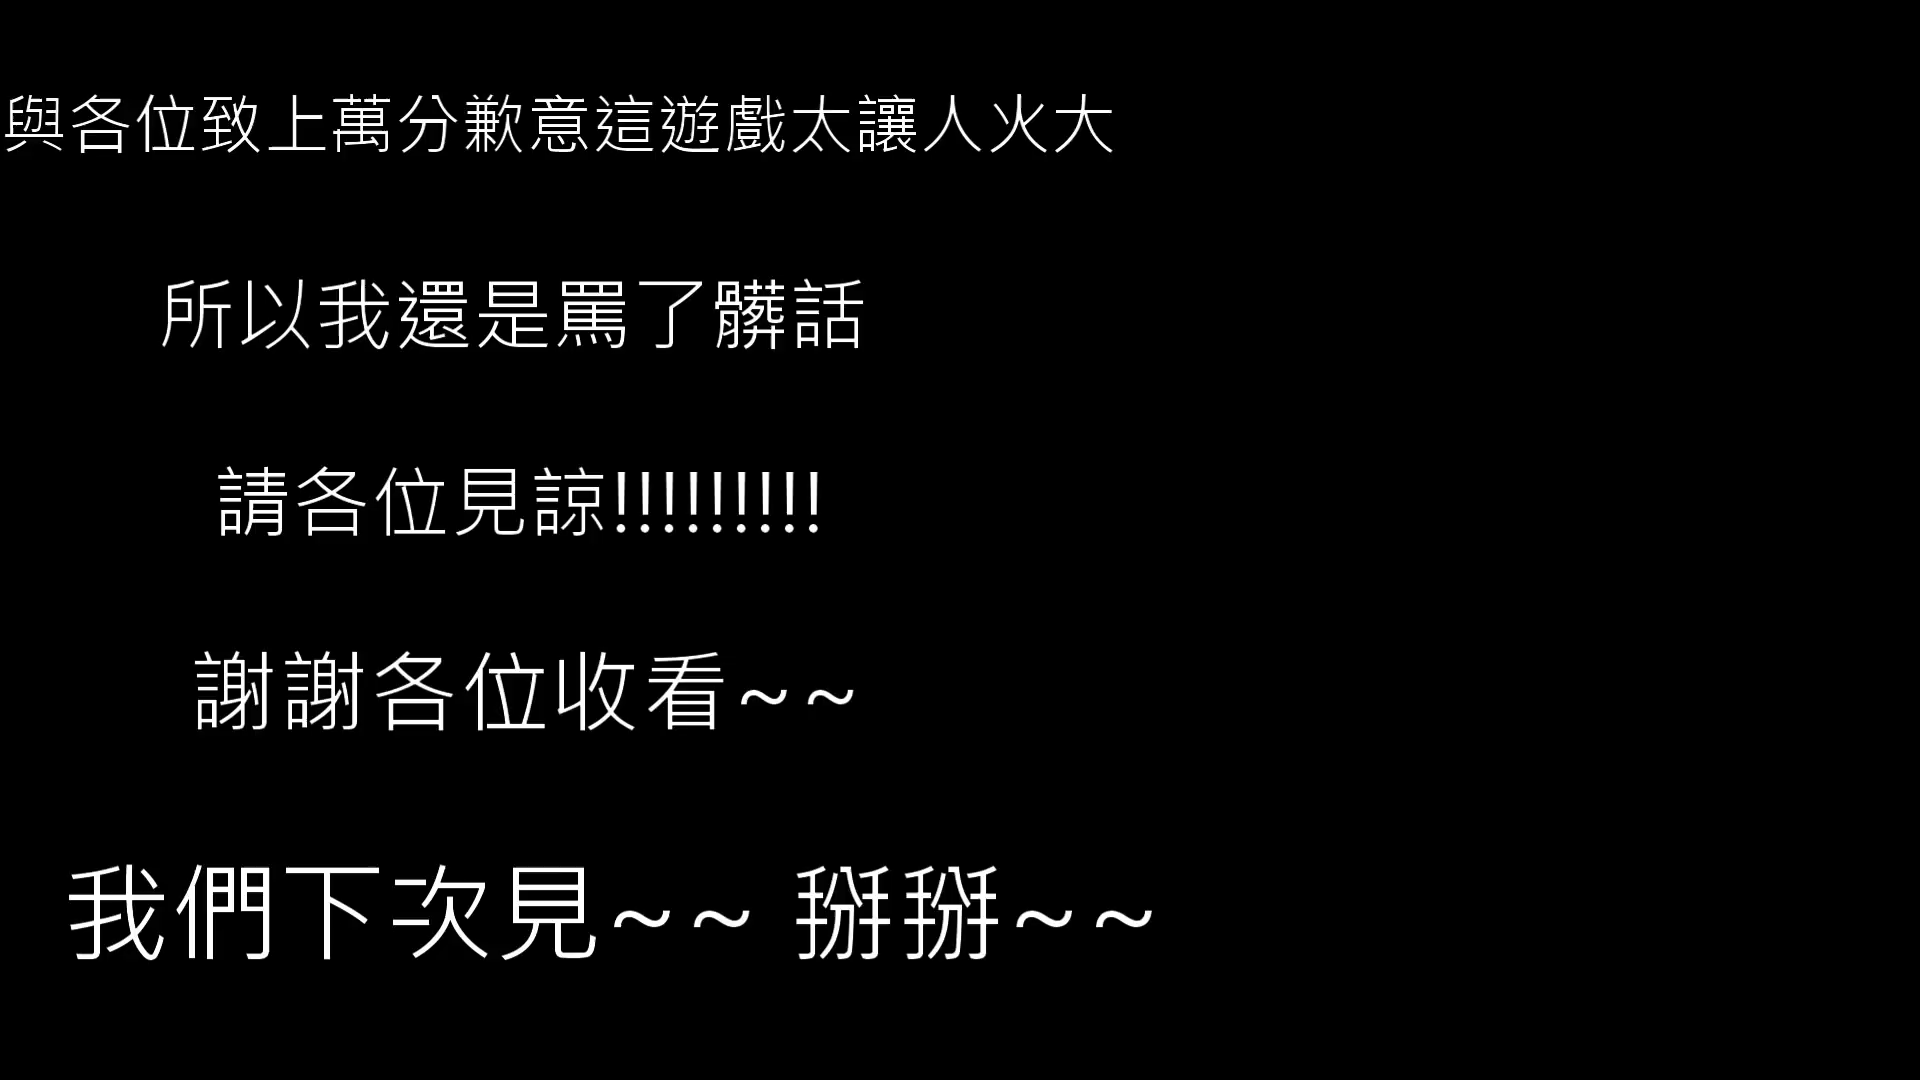 與各位致上萬分歉意這遊戲太讓人火大
所以我還是罵了髒話
請各位見諒!!!!!!!!!
謝謝各位收看~~
我們下次見~~ 掰掰~~